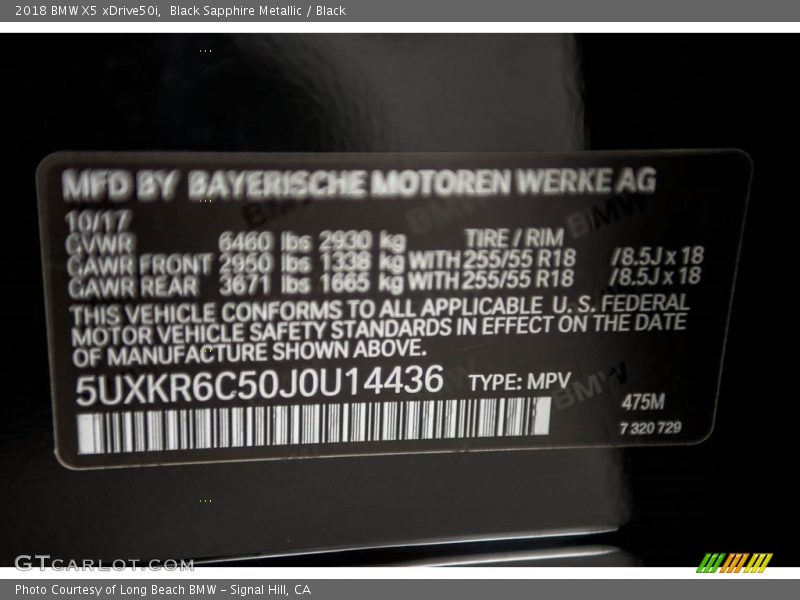 2018 BMW X5 xDrive50i,  Black Sapphire Metallic / Black
MFD BY BAYERISCHE MOTOREN WERKE AG
10/17
GVWR 6460 lbs 2930 kg TIRE / RIM
GAWR FRONT 2950 lbs 1338 kg WITH 255/55 R18 /8.5J x 18
GAWR REAR 3671 lbs 1665 kg WITH 255/55 R18 /8.5J x 18
THIS VEHICLE CONFORMS TO ALL APPLICABLE U. S. FEDERAL
MOTOR VEHICLE SAFETY STANDARDS IN EFFECT ON THE DATE
OF MANUFACTURE SHOWN ABOVE.
5UXKR6C50J0U14436 TYPE: MPV
475M
7 320 729
GTCARLOT.COM
Photo Courtesy of Long Beach BMW – Signal Hill, CA